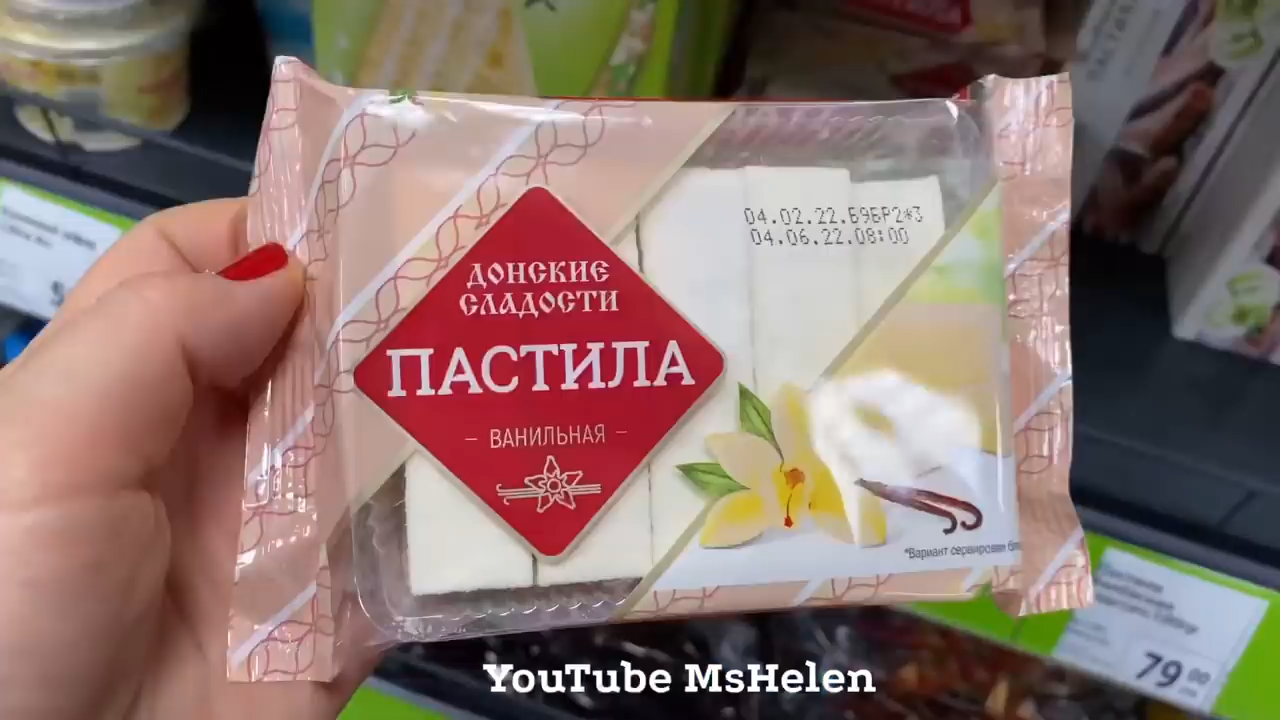 04.02.22.Б9БР2*3
04.06.22.08:00
ДОНСКИЕ
СЛАДОСТИ
ПАСТИЛА
– ВАНИЛЬНАЯ –
*Вариант сервировки
79 00
YouTube MsHelen